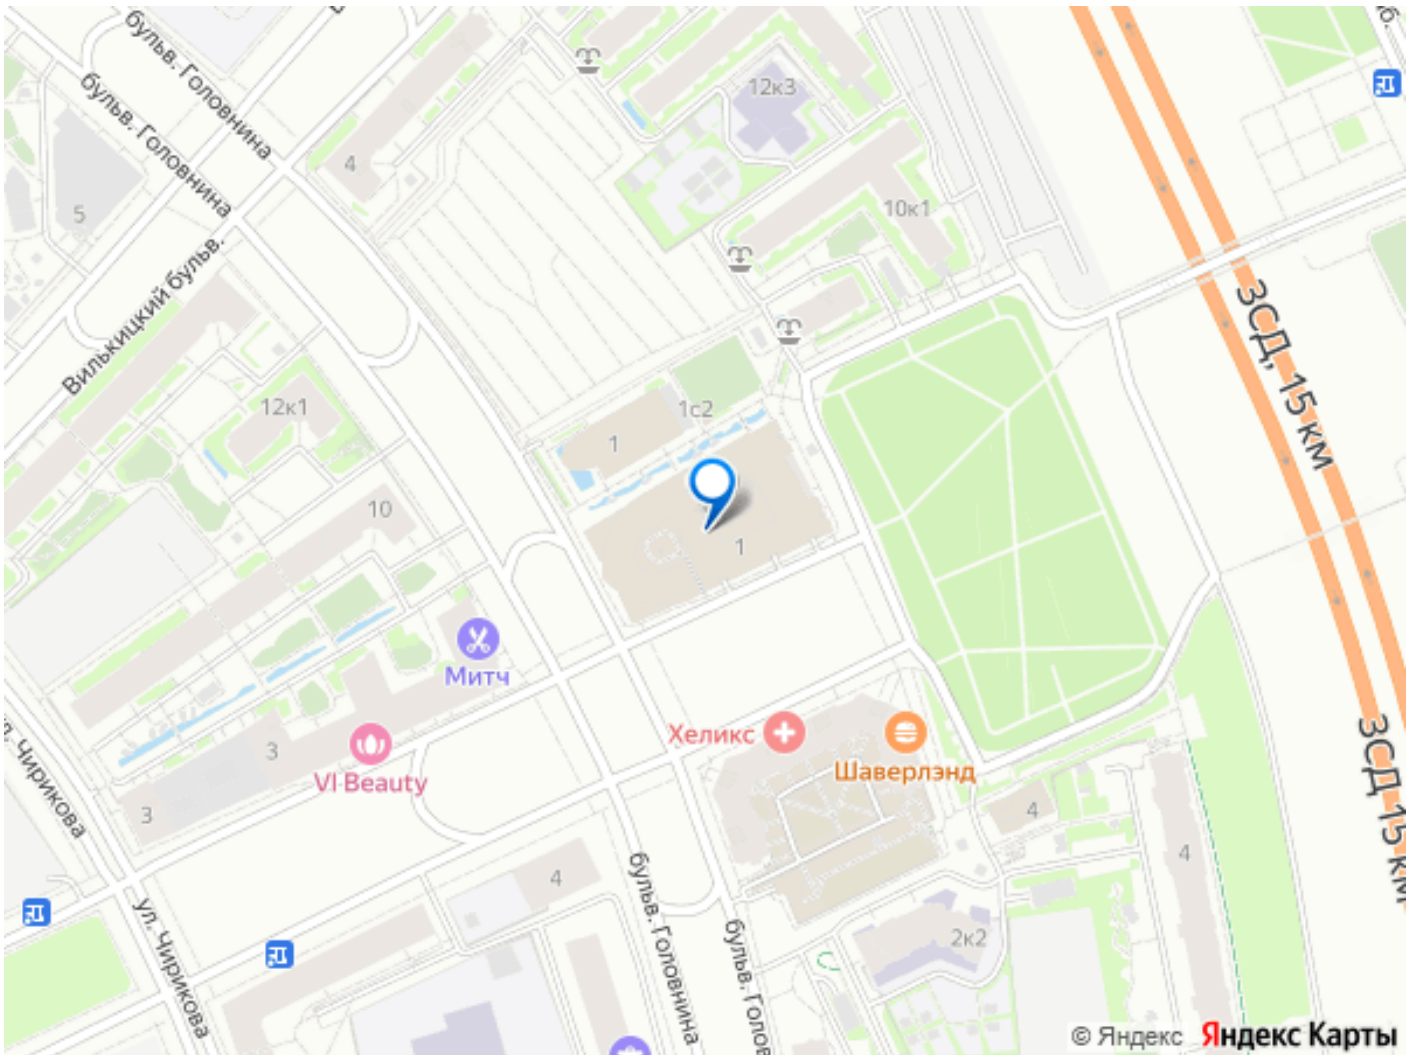 бульв. Головнина
бульв. Головнина
Вилькицкий бульв.
5
4
12к3
10к1
12к1
1с2
1
1
10
ЗСД, 15 км
ЗСД 15 км
Митч
VI Beauty
3
3
Хеликс
Шаверлэнд
4
4
4
2к2
Чирикова
ул. Чирикова
бульв. Головнина
бульв. Голов
© Яндекс Яндекс Карты